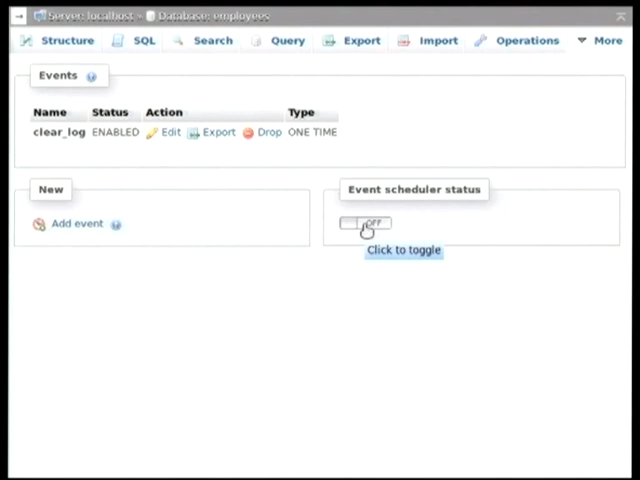 Server: localhost » Database: employees
Structure SQL Search Query Export Import Operations More
Events
Name Status Action Type
clear_log ENABLED Edit Export Drop ONE TIME
New
Event scheduler status
Add event
OFF
Click to toggle